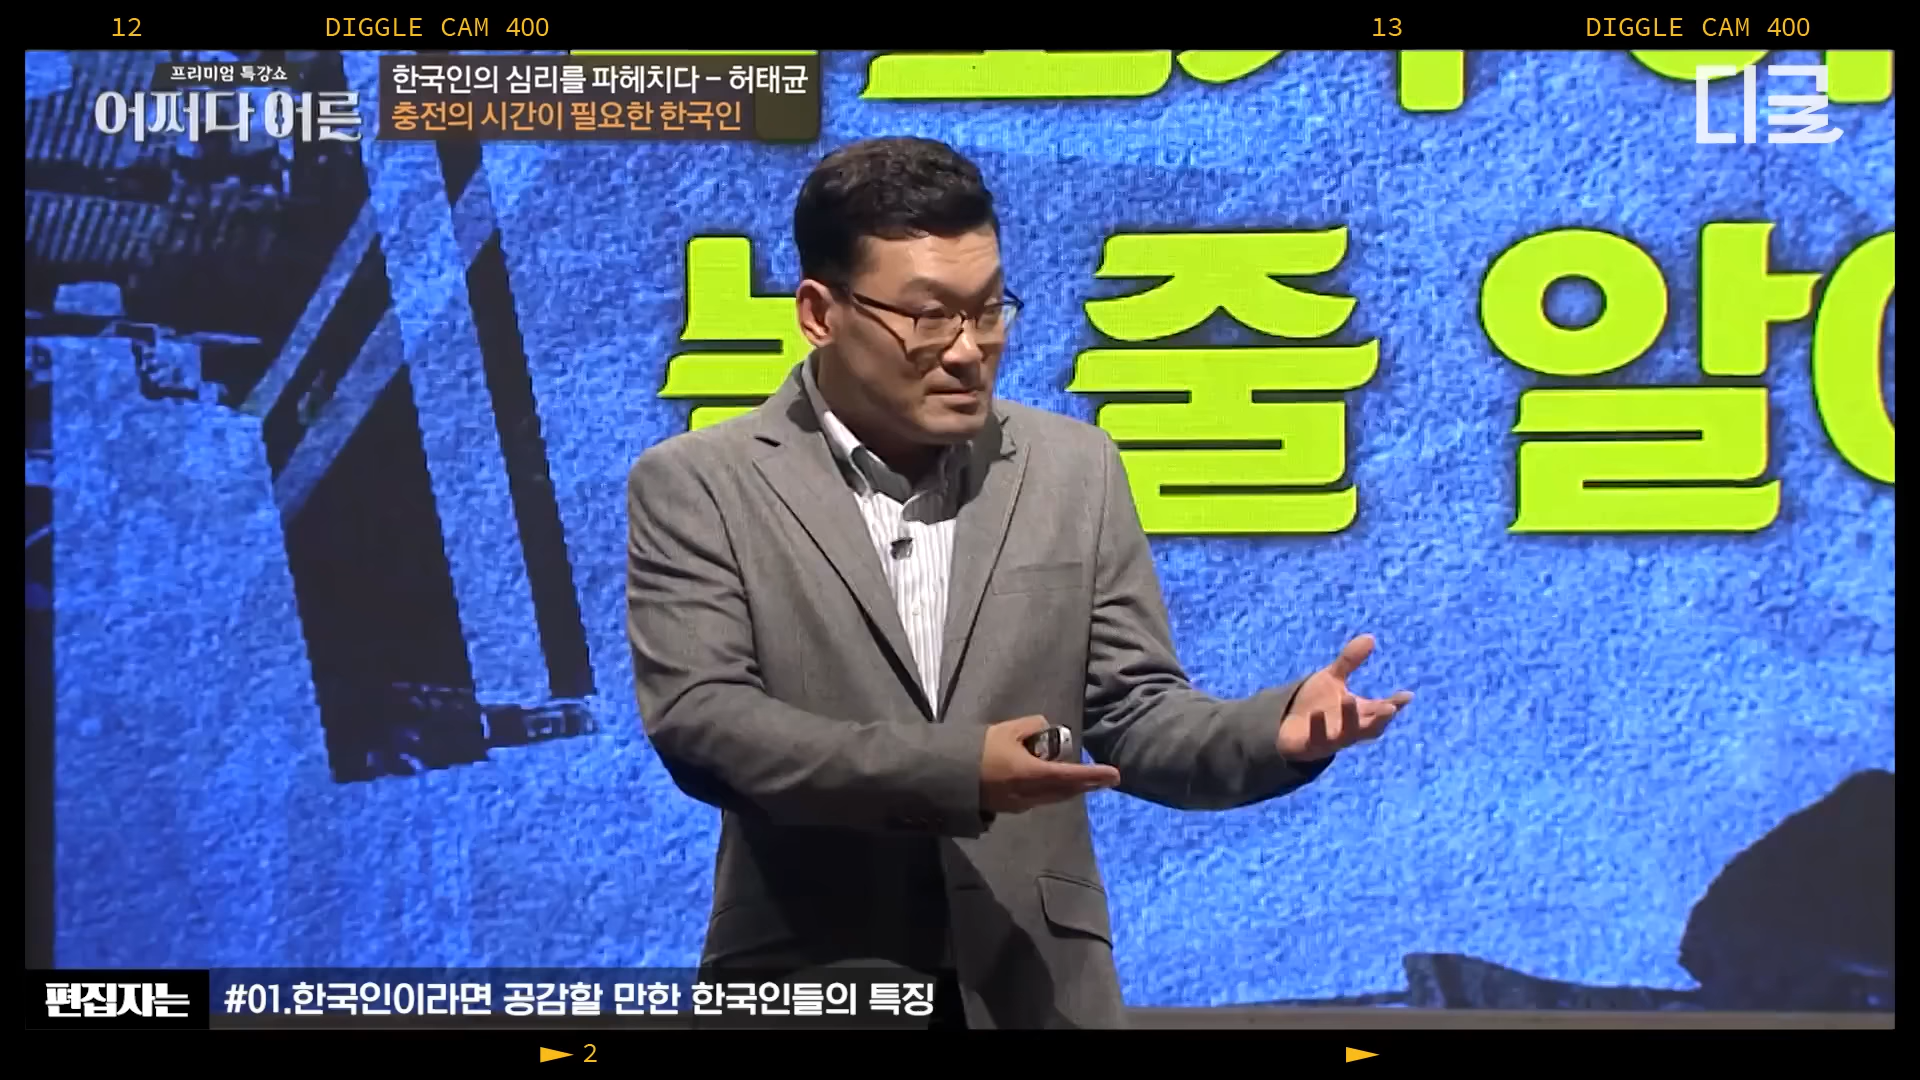 12 DIGGLE CAM 400 13 DIGGLE CAM 400
프리미엄 특강쇼
어쩌다 어른
한국인의 심리를 파헤치다 - 허태균
충전의 시간이 필요한 한국인
디글
줄 알
편집자는 #01.한국인이라면 공감할 만한 한국인들의 특징
2